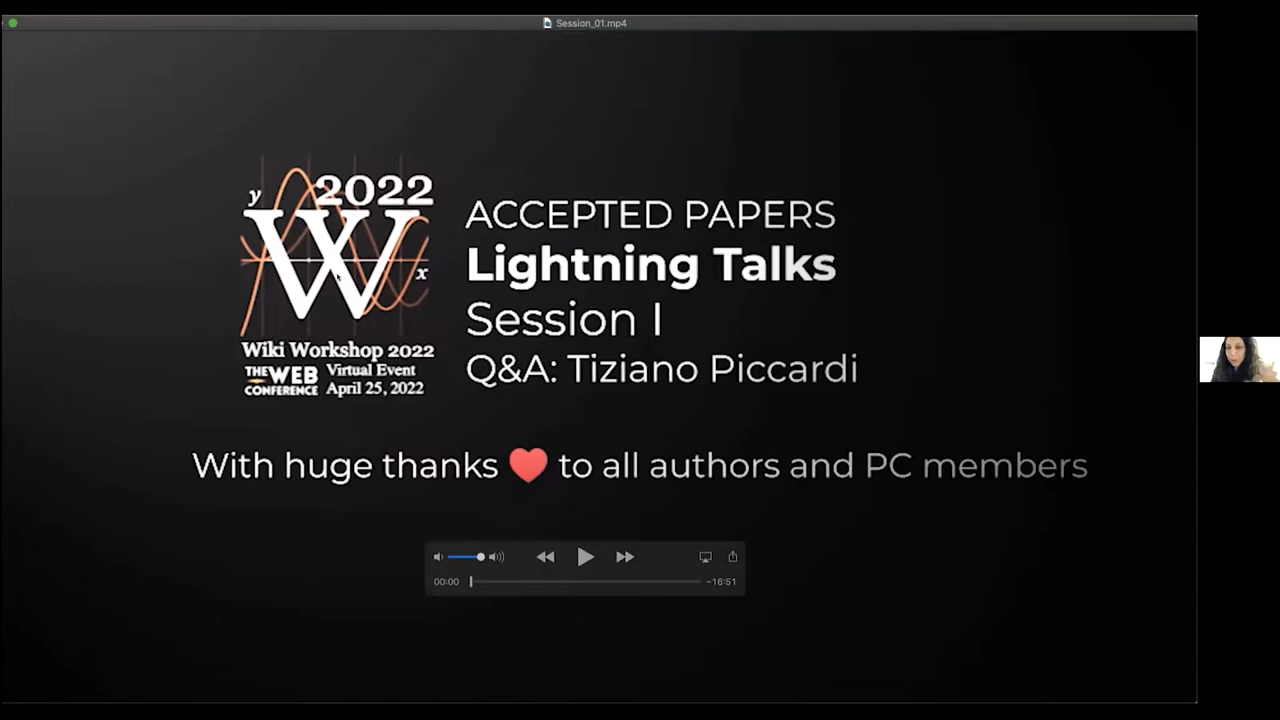 Session_01.mp4
y
2022
W
x
Wiki Workshop 2022
THE WEB CONFERENCE
Virtual Event
April 25, 2022
ACCEPTED PAPERS
Lightning Talks
Session I
Q&A: Tiziano Piccardi
With huge thanks ❤️ to all authors and PC members
00:00
-16:51